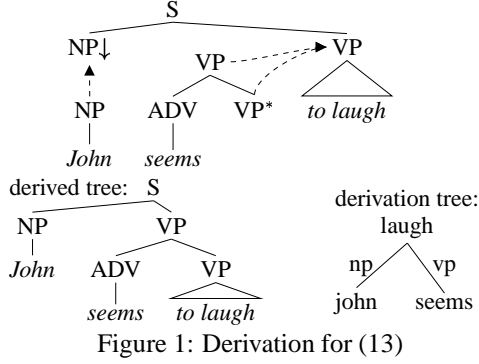 S
NP↓ VP
VP
NP ADV VP*
to laugh
John seems
derived tree: S
derivation tree:
NP VP laugh
np vp
John ADV VP
john seems
seems to laugh
Figure 1: Derivation for (13)